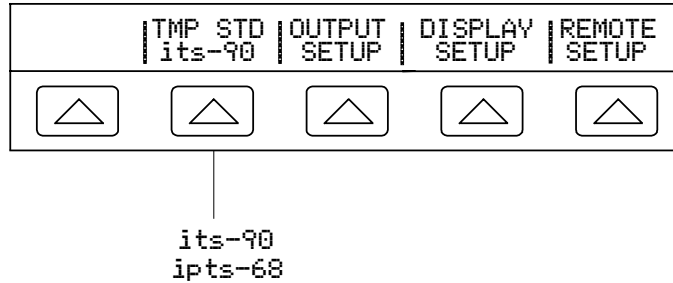 TMP STD OUTPUT DISPLAY REMOTE
its-90 SETUP SETUP SETUP
its-90
ipts-68